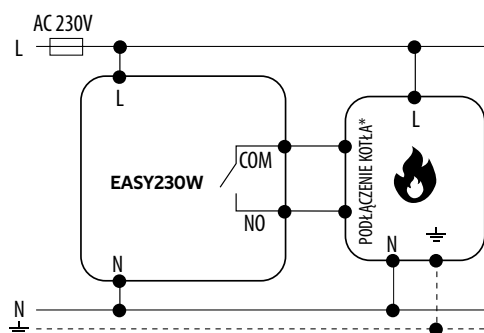 AC 230V
L
L
L
EASY230W
COM
NO
PODŁĄCZENIE KOTŁA*
N
N
N